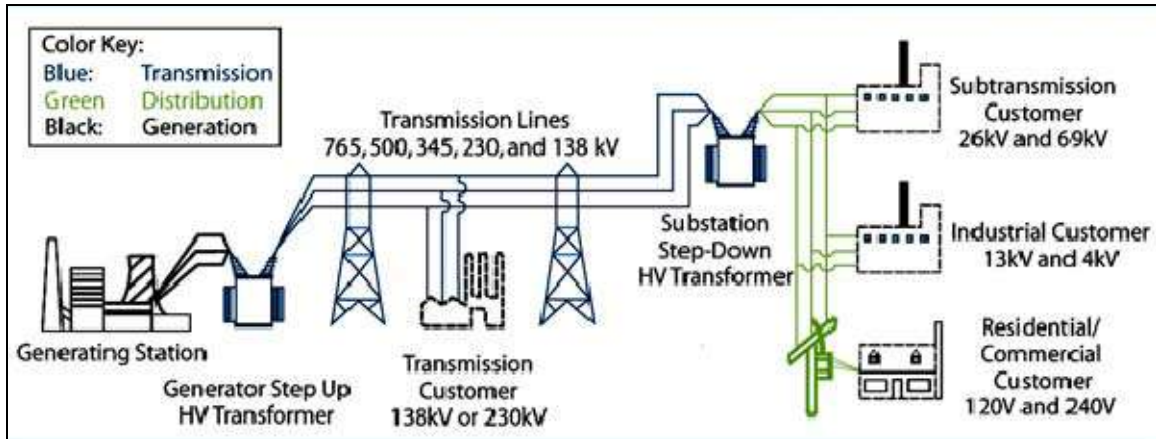 Color Key:
Blue: Transmission
Green Distribution
Black: Generation
Transmission Lines
765, 500, 345, 230, and 138 kV
Subtransmission
Customer
26kV and 69kV
Substation
Step-Down
HV Transformer
Industrial Customer
13kV and 4kV
Generating Station
Generator Step Up
HV Transformer
Transmission
Customer
138kV or 230kV
Residential/
Commercial
Customer
120V and 240V